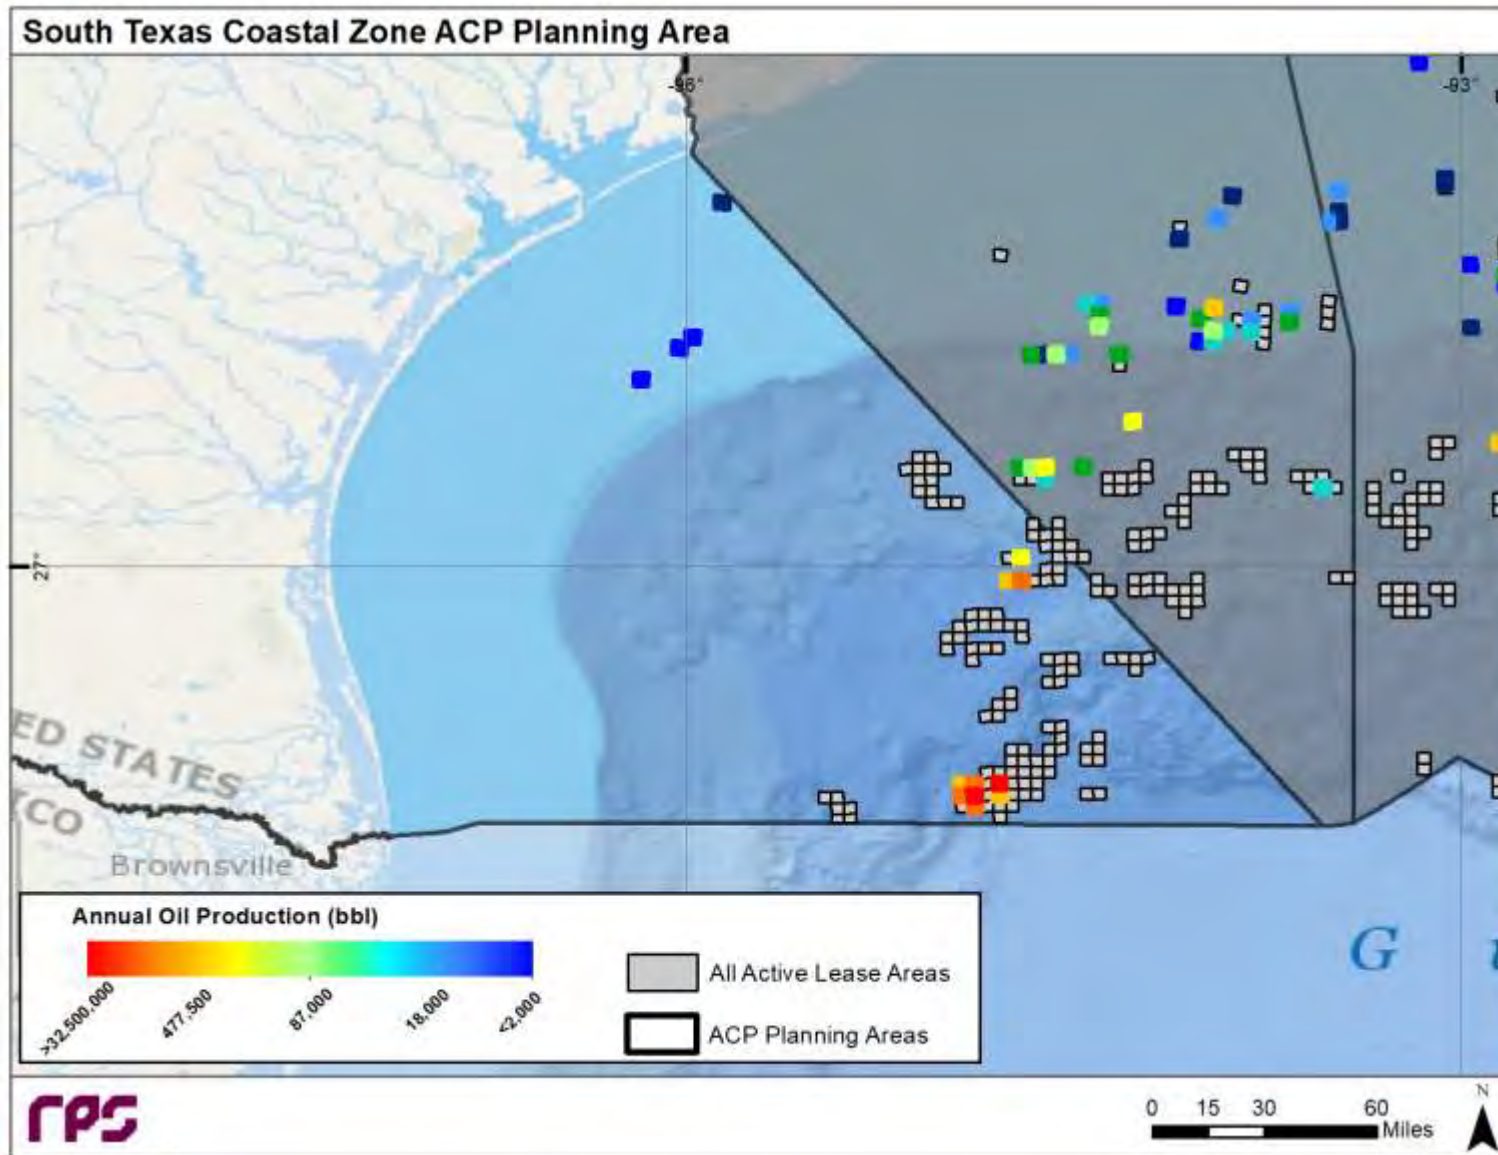 South Texas Coastal Zone ACP Planning Area
-96°
-93°
27°
ED STATES
XCO
Brownsville
G
Annual Oil Production (bbl)
>32,500,000
477,500
87,000
18,000
<2,000
All Active Lease Areas
ACP Planning Areas
rps
0 15 30 60
Miles
N